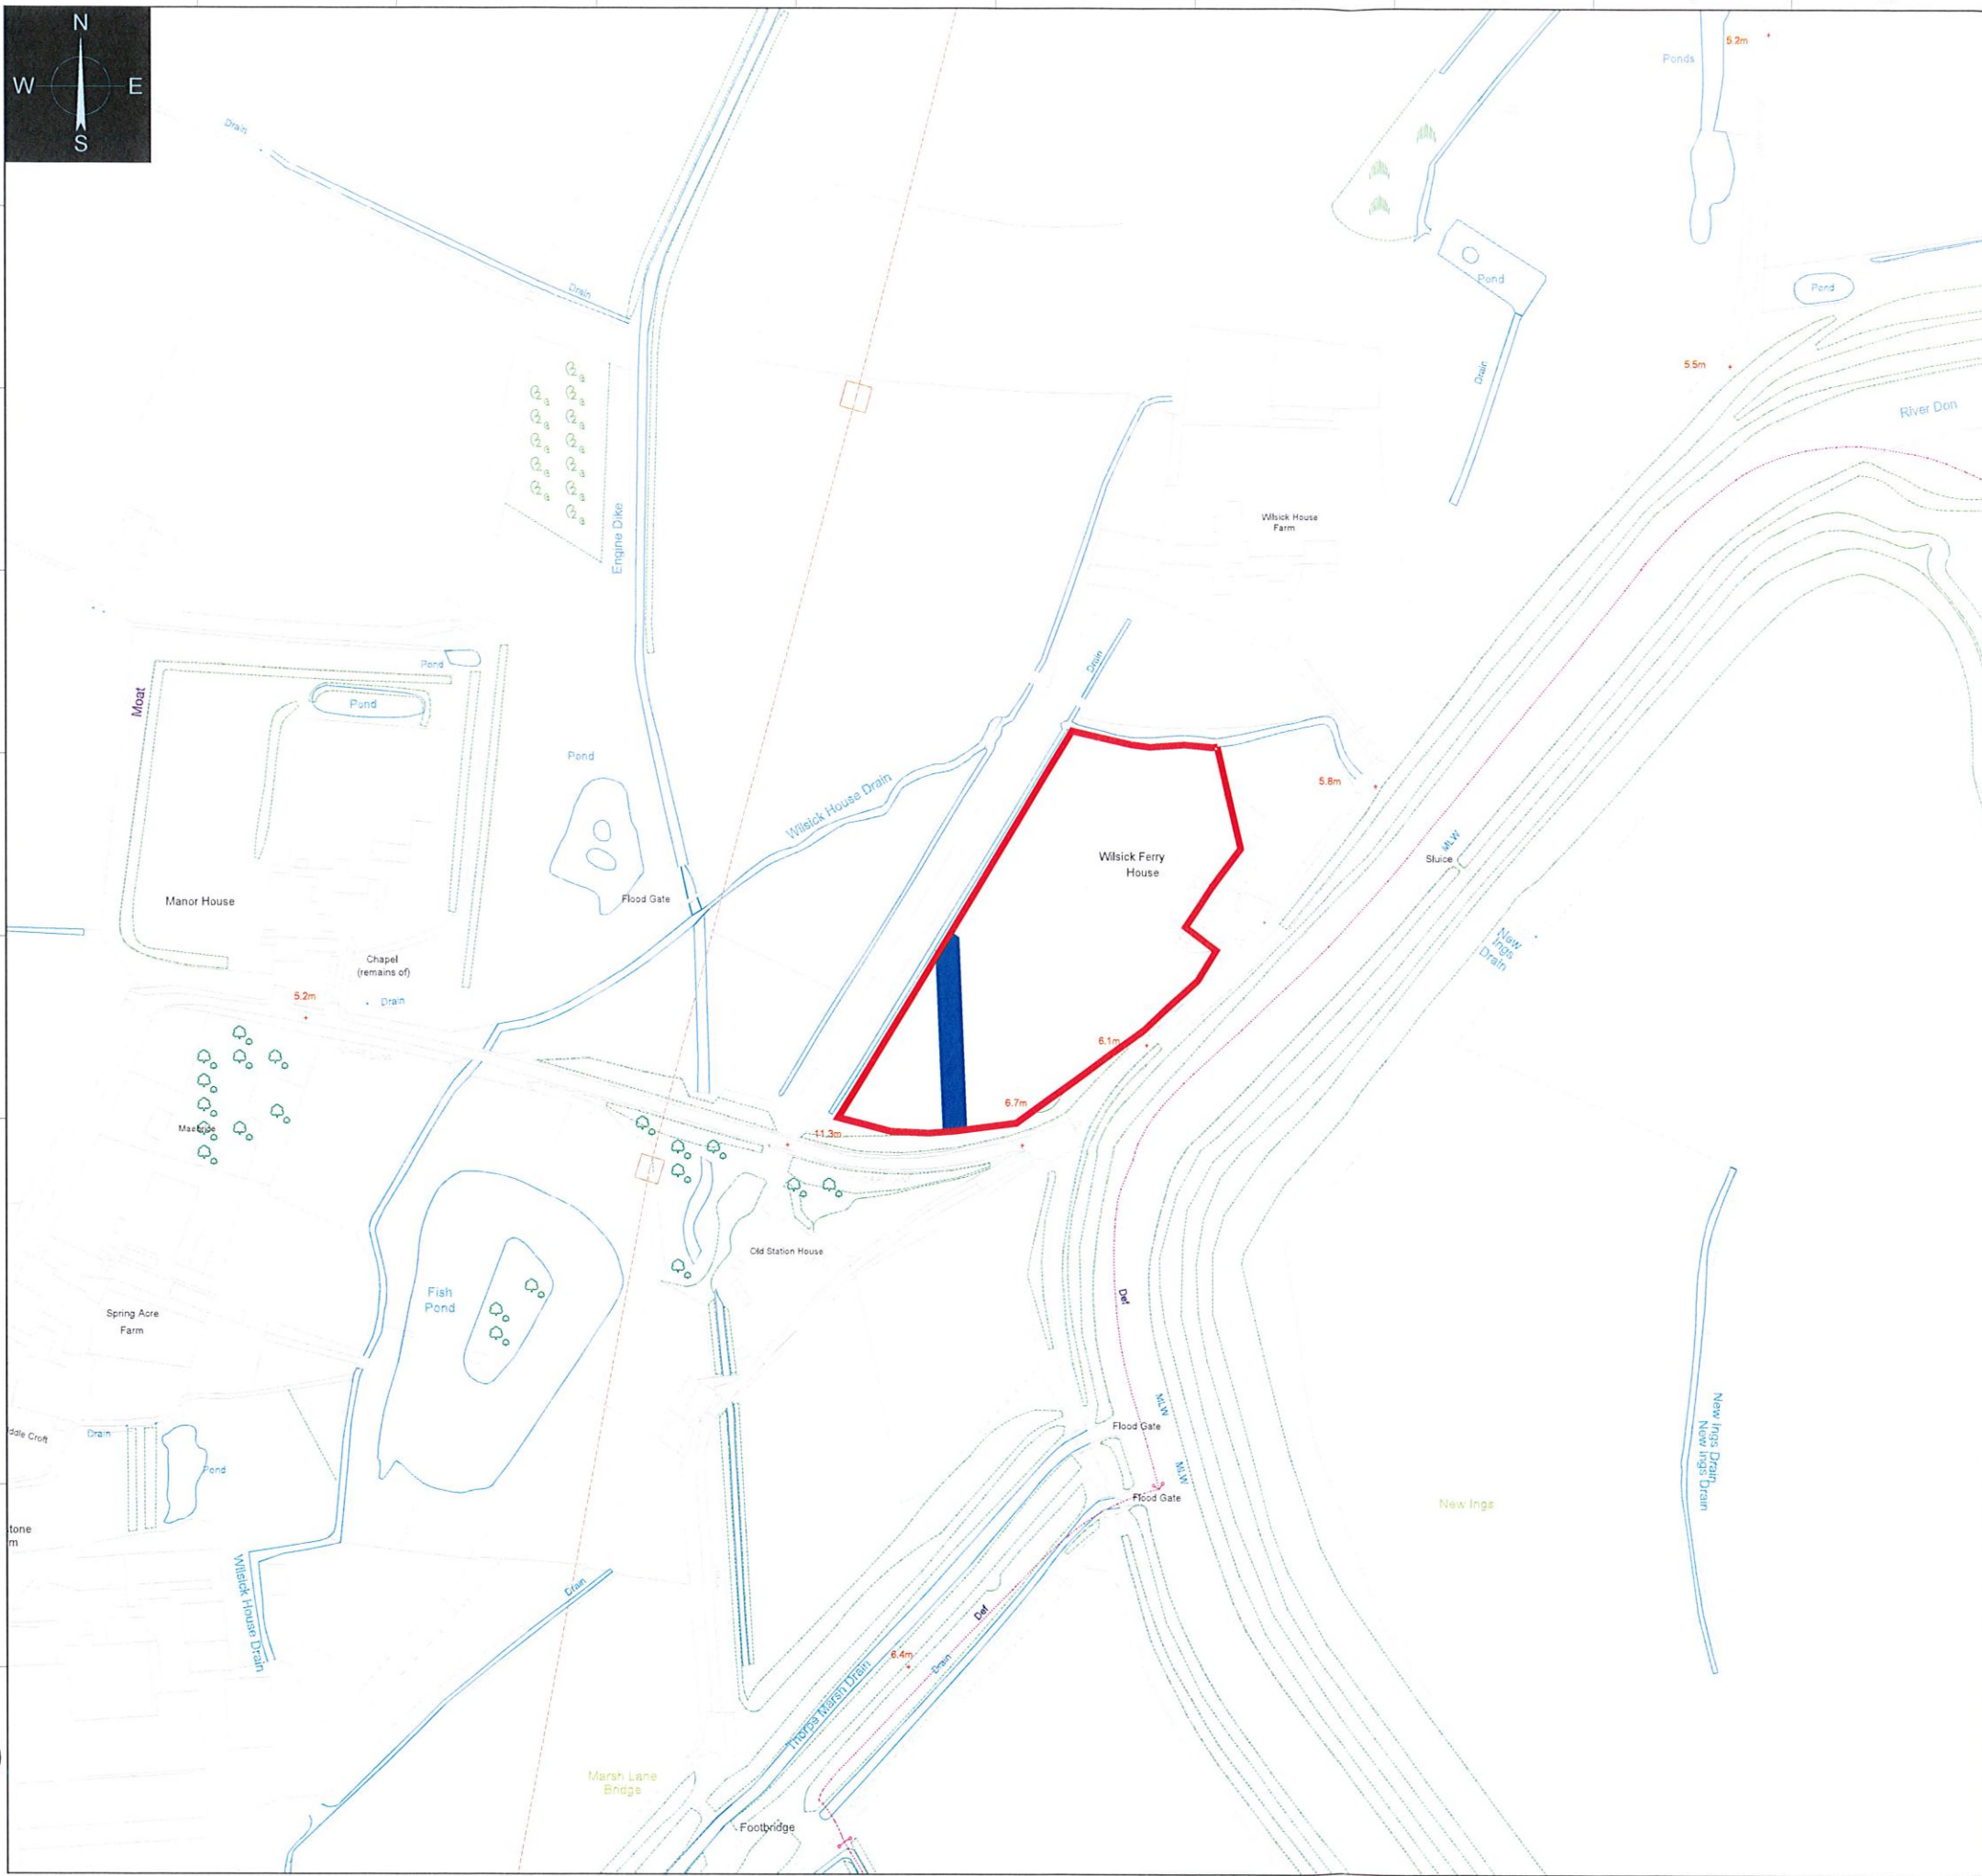 N
W
E
S
5.2m
Ponds
Drain
Drain
Pond
Pond
5.5m
Drain
River Don
Engine Dike
Wilsick House
Farm
Drain
Pond
Moat
Pond
Pond
5.8m
Wilsick House Drain
MLW
Sluice
Wilsick Ferry
House
Manor House
Flood Gate
New
Ings
Drain
Chapel
(remains of)
5.2m
Drain
6.1m
6.7m
11.3m
Old Station House
Fish
Pond
Def
Spring Acre
Farm
MLW
Flood Gate
New Ings Drain
New Ings Drain
ddle Croft
Drain
Pond
MLW
Flood Gate
New Ings
tone
m
Wilsick House Drain
Drain
Def
6.4m
Drain
Thorpe Marsh Drain
Marsh Lane
Bridge
Footbridge